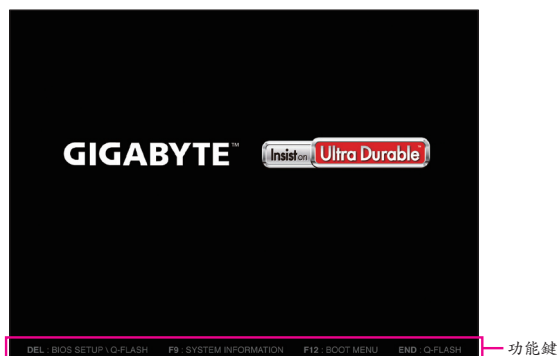 GIGABYTE™
Insist on Ultra Durable™
DEL : BIOS SETUP \ Q-FLASH F9 : SYSTEM INFORMATION F12 : BOOT MENU END : Q-FLASH
功能鍵